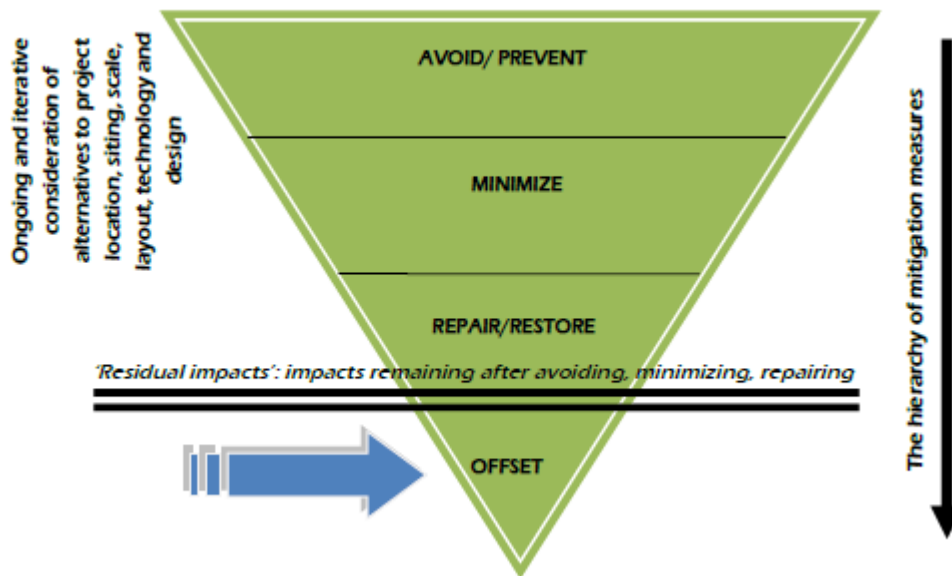 Ongoing and iterative
consideration of
alternatives to project
location, siting, scale,
layout, technology and
design
AVOID/ PREVENT
MINIMIZE
REPAIR/RESTORE
'Residual impacts': impacts remaining after avoiding, minimizing, repairing
OFFSET
The hierarchy of mitigation measures